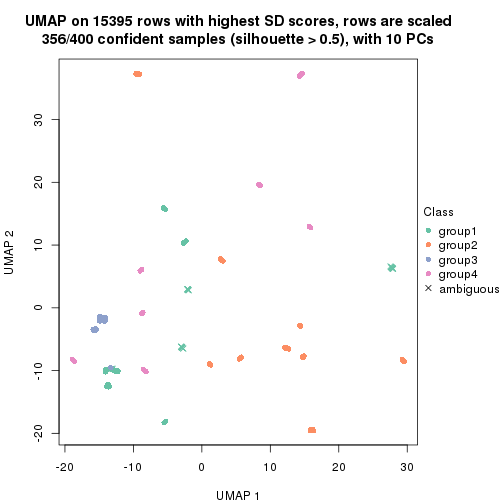 UMAP on 15395 rows with highest SD scores, rows are scaled
356/400 confident samples (silhouette > 0.5), with 10 PCs
30
20
10
0
-10
-20
UMAP 2
-20
-10
0
10
20
30
UMAP 1
Class
group1
group2
group3
group4
ambiguous